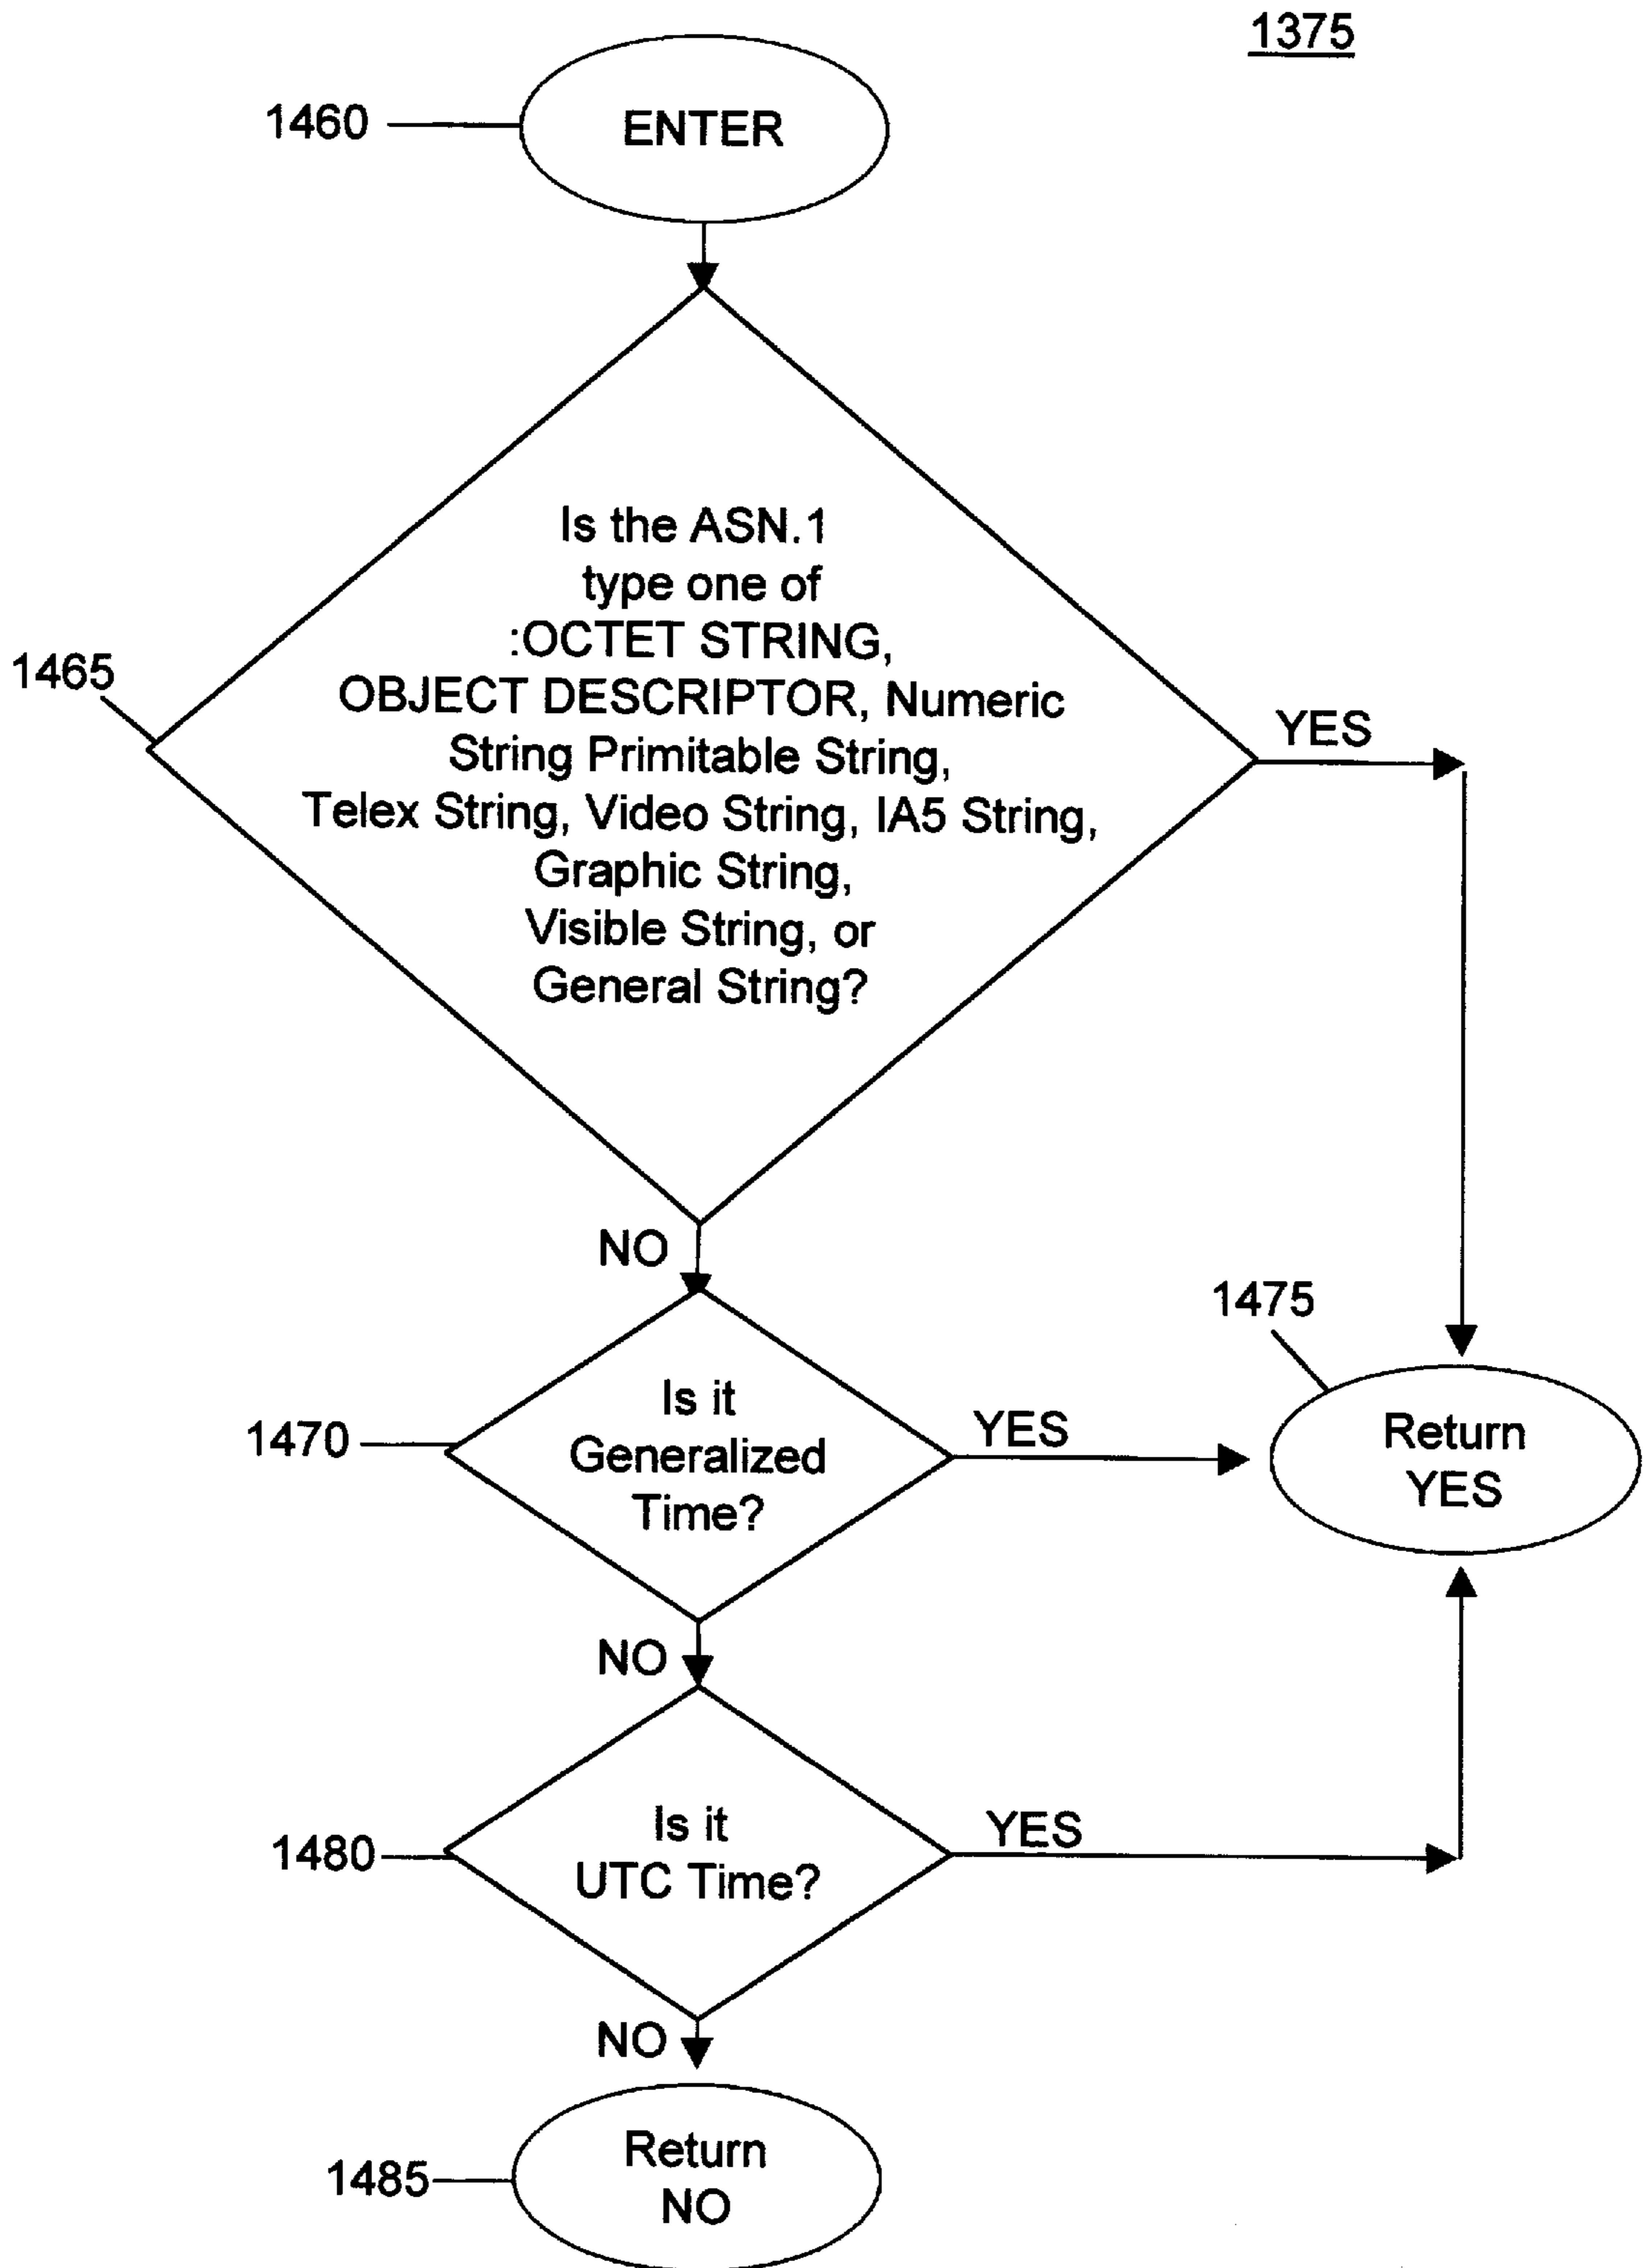 1375
1460
ENTER
Is the ASN.1
type one of
:OCTET STRING,
OBJECT DESCRIPTOR, Numeric
String Primitable String,
Telex String, Video String, IA5 String,
Graphic String,
Visible String, or
General String?
1465
YES
NO
1475
1470
Is it
Generalized
Time?
YES
Return
YES
NO
1480
Is it
UTC Time?
YES
NO
1485
Return
NO